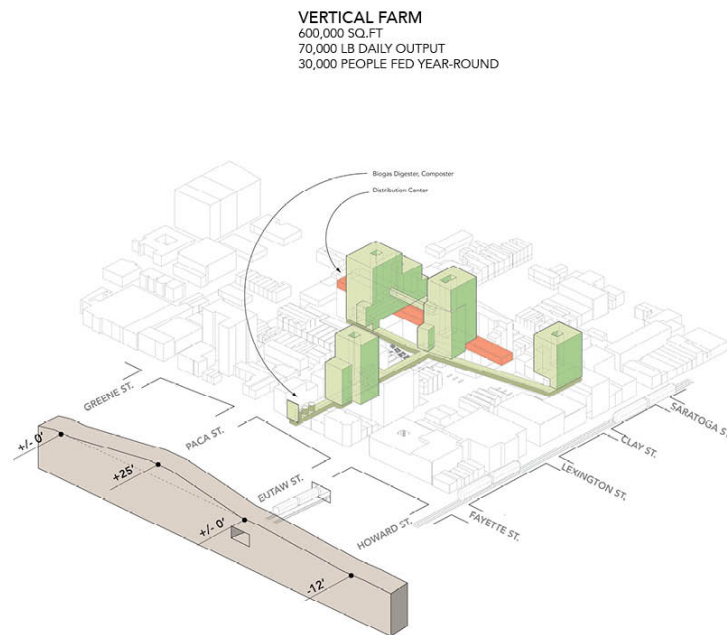 VERTICAL FARM
600,000 SQ.FT
70,000 LB DAILY OUTPUT
30,000 PEOPLE FED YEAR-ROUND
Biogas Digester, Composter
Distribution Center
GREENE ST.
PACA ST.
EUTAW ST.
HOWARD ST.
FAYETTE ST.
LEXINGTON ST.
CLAY ST.
SARATOGA ST.
+/- 0'
+25'
+/- 0'
-12'